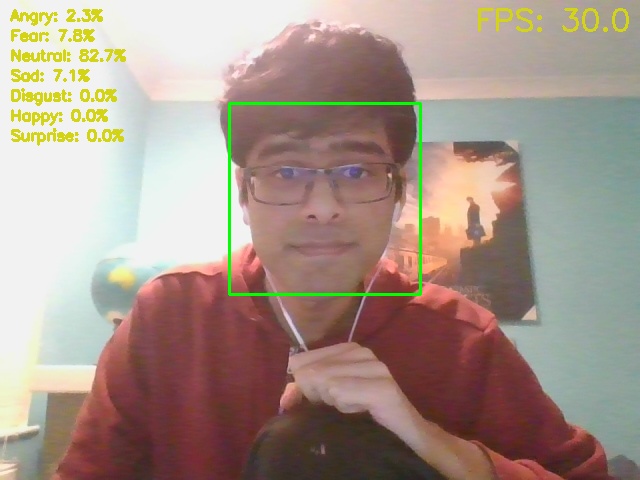 Angry: 2.3%
Fear: 7.8%
Neutral: 82.7%
Sad: 7.1%
Disgust: 0.0%
Happy: 0.0%
Surprise: 0.0%
FPS: 30.0